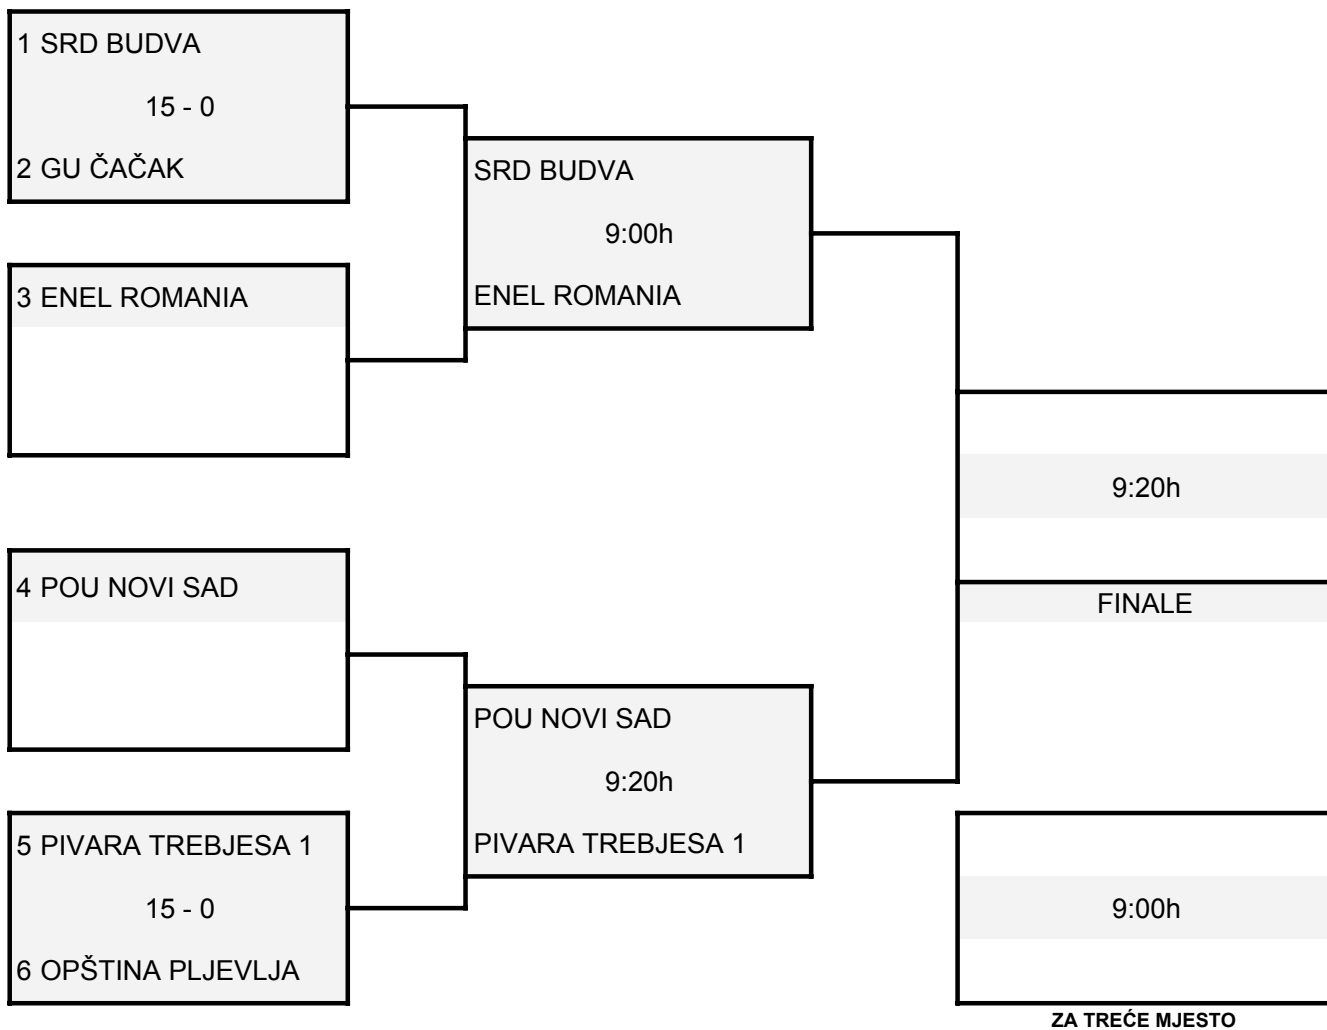 1 SRD BUDVA
15 - 0
2 GU ČAČAK
3 ENEL ROMANIA
4 POU NOVI SAD
5 PIVARA TREBJESA 1
15 - 0
6 OPŠTINA PLJEVLJA
SRD BUDVA
9:00h
ENEL ROMANIA
POU NOVI SAD
9:20h
PIVARA TREBJESA 1
9:20h
FINALE
9:00h
ZA TREĆE MJESTO